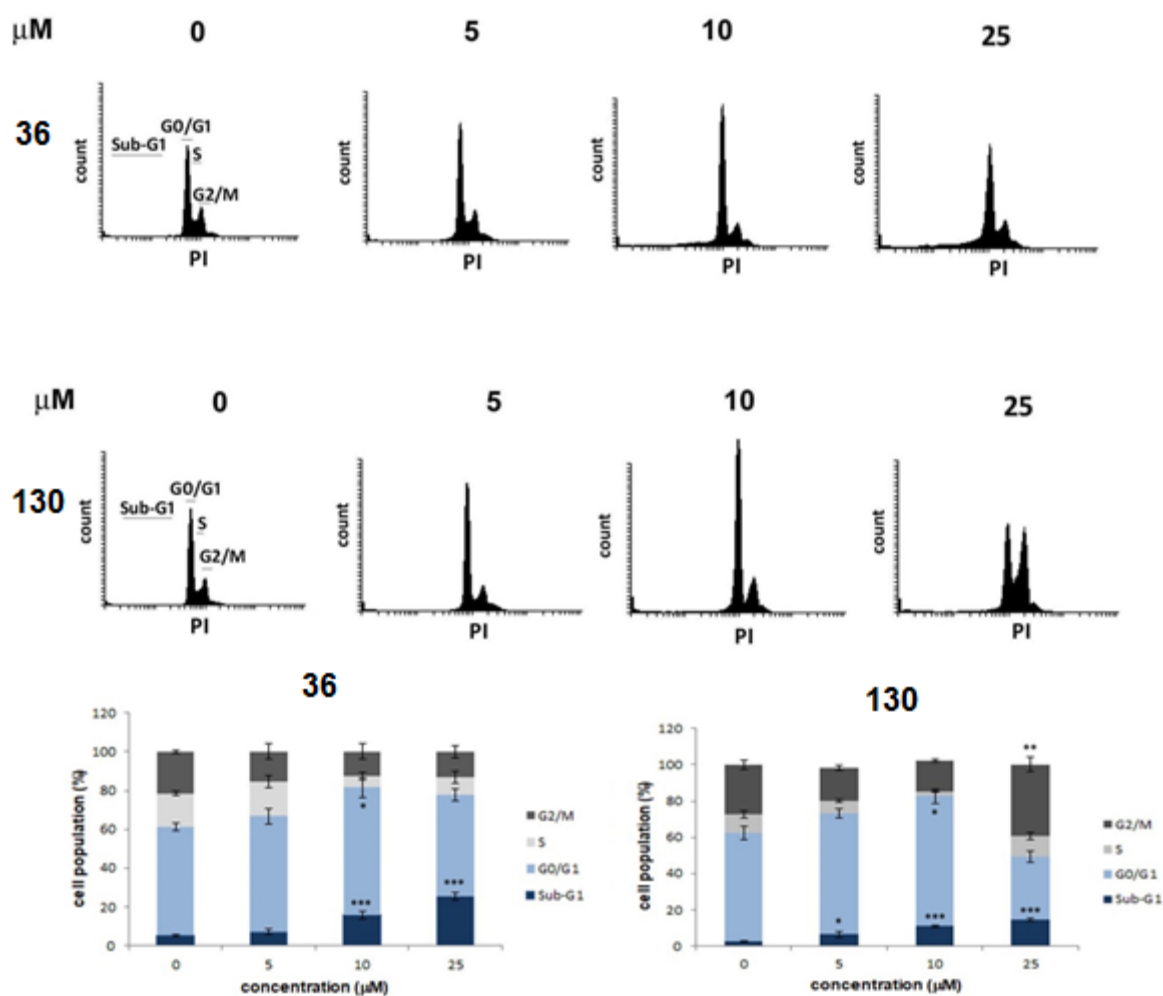 μM 0 5 10 25
36
count Sub-G1 G0/G1 S G2/M PI
count PI
count PI
count PI
μM 0 5 10 25
130
count Sub-G1 G0/G1 S G2/M PI
count PI
count PI
count PI
36
cell population (%)
120
100
80
60
40
20
0
* *** ***
0 5 10 25
concentration (μM)
G2/M
S
G0/G1
Sub-G1
130
cell population (%)
120
100
80
60
40
20
0
* * *** ** ***
0 5 10 25
concentration (μM)
G2/M
S
G0/G1
Sub-G1